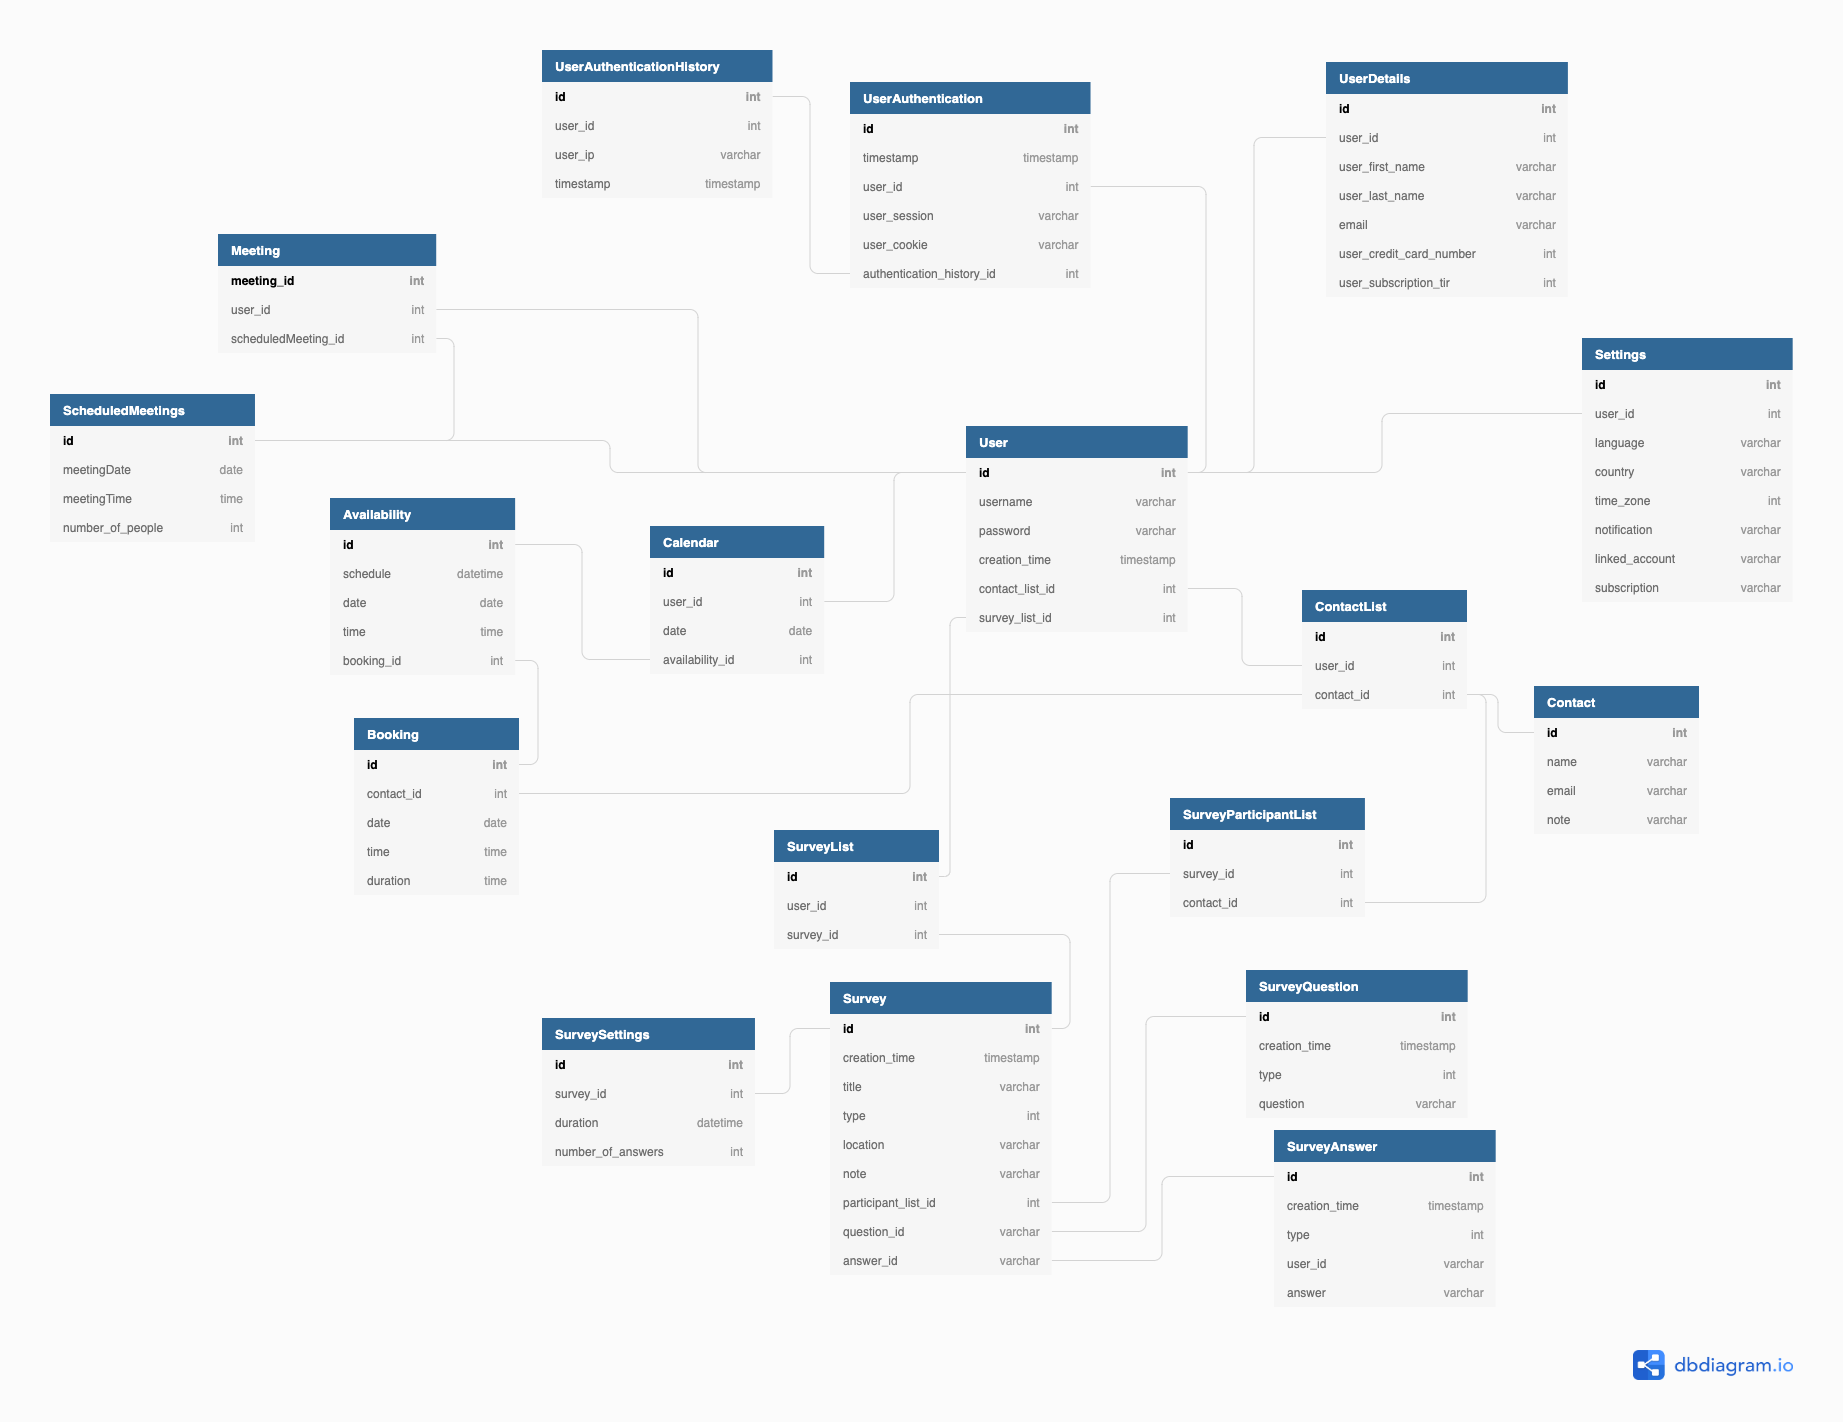 UserAuthenticationHistory
id int
user_id int
user_ip varchar
timestamp timestamp
UserAuthentication
id int
timestamp timestamp
user_id int
user_session varchar
user_cookie varchar
authentication_history_id int
UserDetails
id int
user_id int
user_first_name varchar
user_last_name varchar
email varchar
user_credit_card_number int
user_subscription_tir int
Meeting
meeting_id int
user_id int
scheduledMeeting_id int
ScheduledMeetings
id int
meetingDate date
meetingTime time
number_of_people int
Settings
id int
user_id int
language varchar
country varchar
time_zone int
notification varchar
linked_account varchar
subscription varchar
User
id int
username varchar
password varchar
creation_time timestamp
contact_list_id int
survey_list_id int
Availability
id int
schedule datetime
date date
time time
booking_id int
Calendar
id int
user_id int
date date
availability_id int
ContactList
id int
user_id int
contact_id int
Contact
id int
name varchar
email varchar
note varchar
Booking
id int
contact_id int
date date
time time
duration time
SurveyList
id int
user_id int
survey_id int
SurveyParticipantList
id int
survey_id int
contact_id int
SurveySettings
id int
survey_id int
duration datetime
number_of_answers int
Survey
id int
creation_time timestamp
title varchar
type int
location varchar
note varchar
participant_list_id int
question_id varchar
answer_id varchar
SurveyQuestion
id int
creation_time timestamp
type int
question varchar
SurveyAnswer
id int
creation_time timestamp
type int
user_id varchar
answer varchar
dbdiagram.io